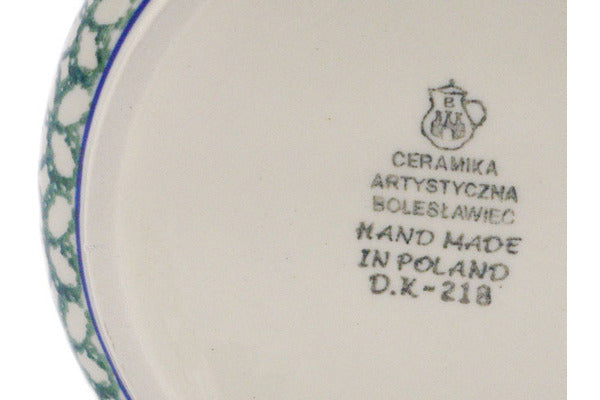 B
CERAMIKA
ARTYSTYCZNA
BOLESŁAWIEC
HAND MADE
IN POLAND
D.K-218